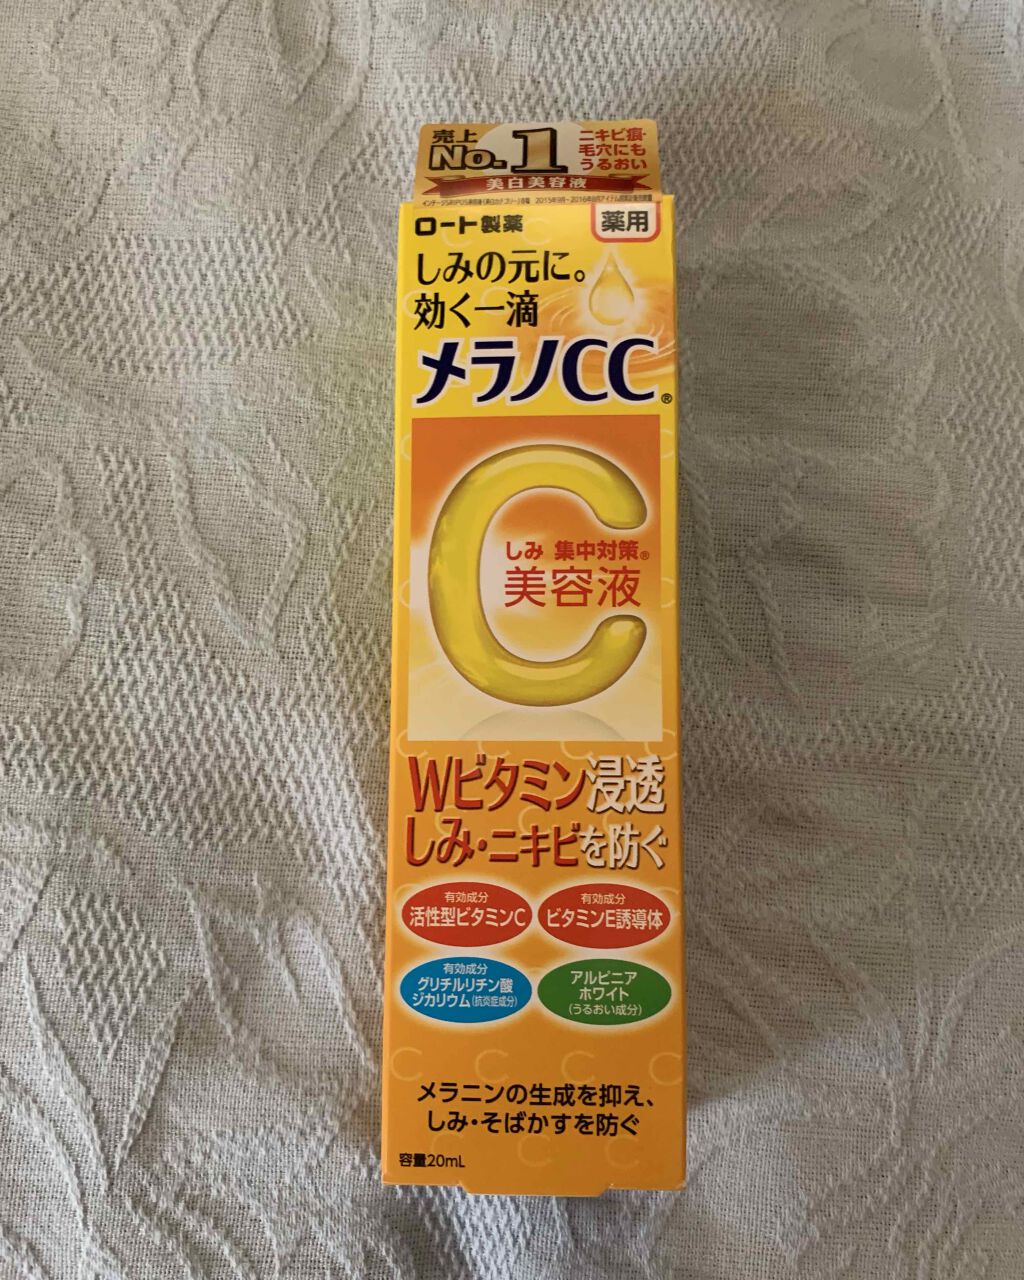 売上
No.1
ニキビ痕・
毛穴にも
うるおい
美白美容液
ロート製薬
薬用
しみの元に。
効く一滴
メラノCC®
しみ 集中対策®
美容液
Wビタミン浸透
しみ・ニキビを防ぐ
有効成分
活性型ビタミンC
有効成分
ビタミンE誘導体
有効成分
グリチルリチン酸
ジカリウム(抗炎症成分)
アルピニア
ホワイト
(うるおい成分)
メラニンの生成を抑え、
しみ・そばかすを防ぐ
容量20mL